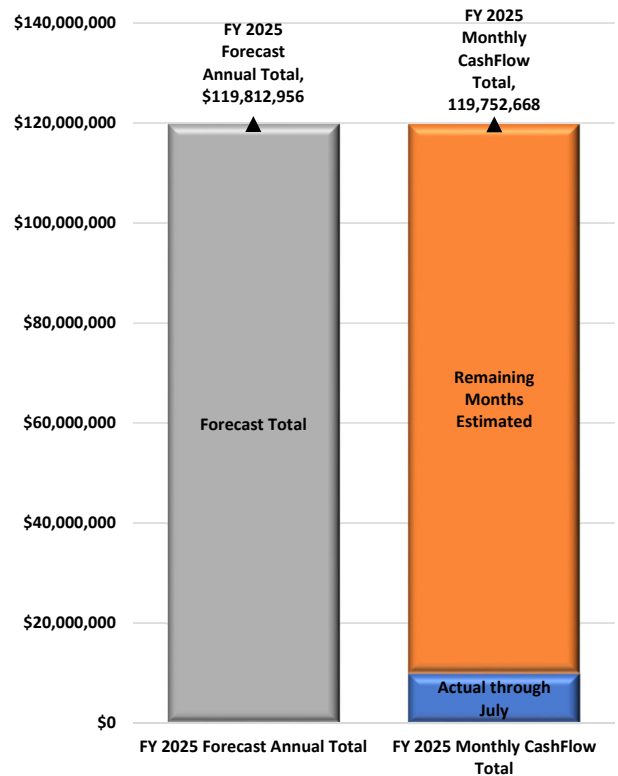 $140,000,000
$120,000,000
$100,000,000
$80,000,000
$60,000,000
$40,000,000
$20,000,000
$0
FY 2025
Forecast
Annual Total,
$119,812,956
FY 2025
Monthly
CashFlow
Total,
119,752,668
Forecast Total
Remaining
Months
Estimated
Actual through
July
FY 2025 Forecast Annual Total
FY 2025 Monthly CashFlow
Total